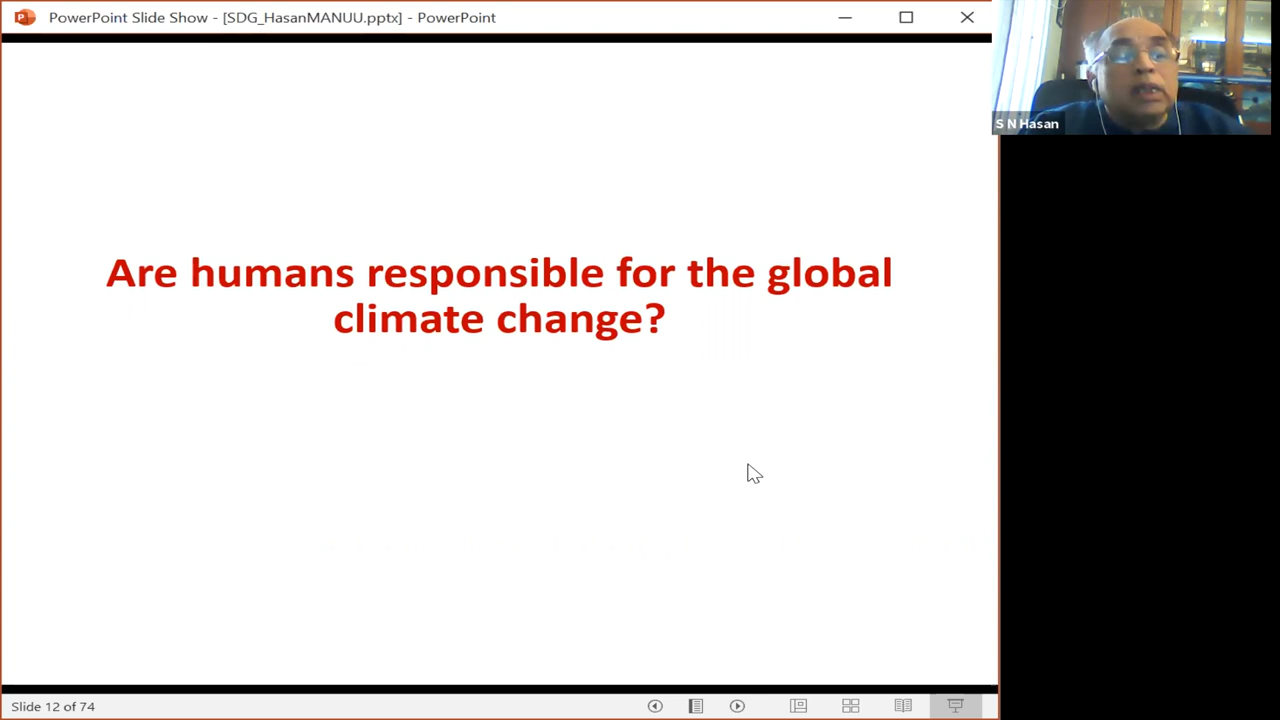 PowerPoint Slide Show - [SDG_HasanMANUU.pptx] - PowerPoint
S N Hasan
Are humans responsible for the global
climate change?
Slide 12 of 74